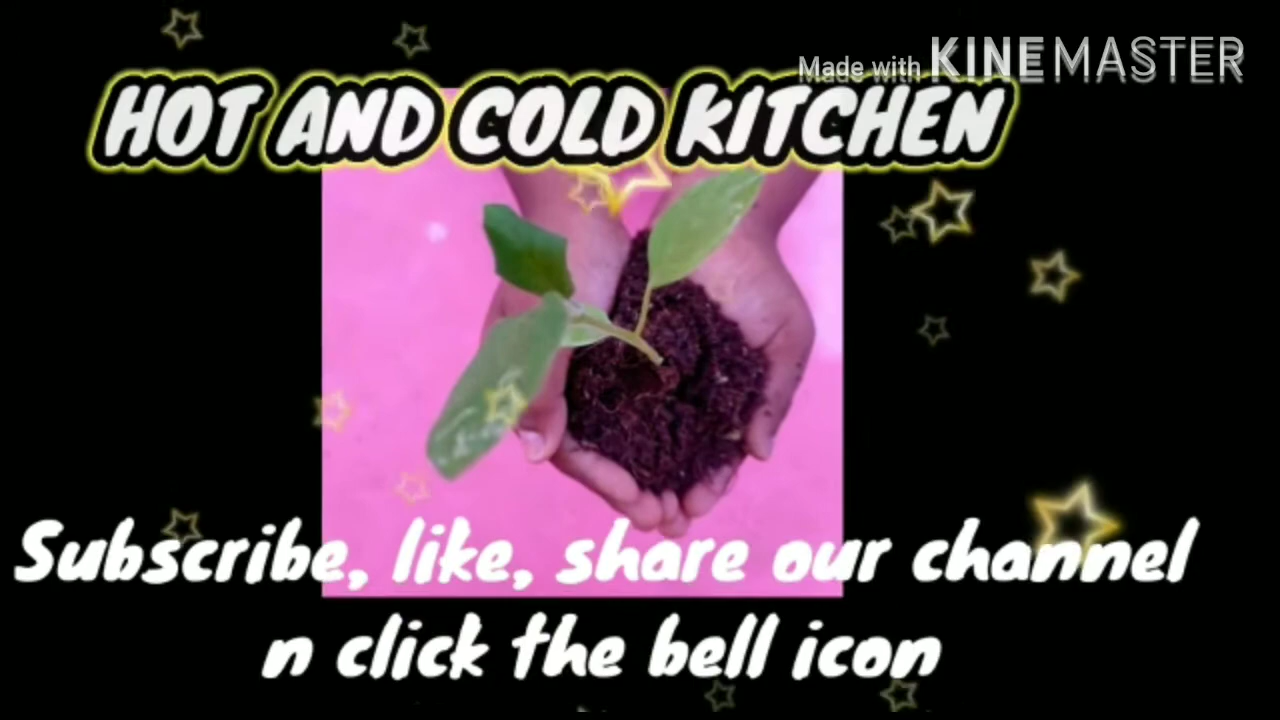 Made with KINEMASTER
HOT AND COLD KITCHEN
Subscribe, like, share our channel
n click the bell icon